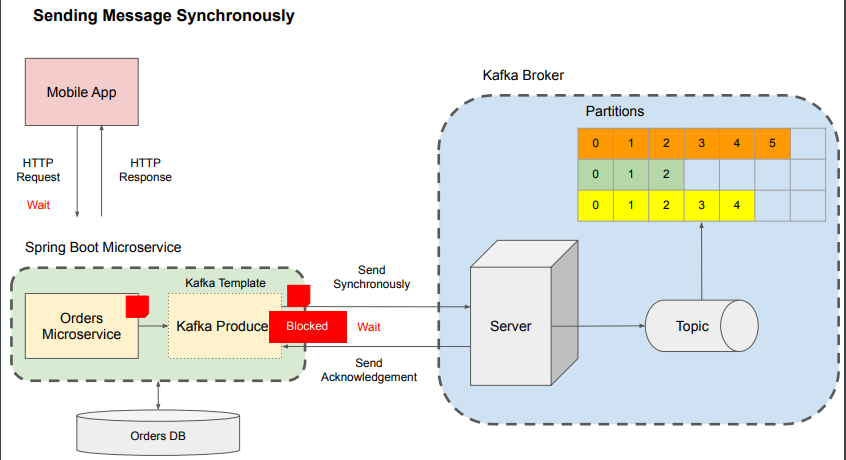 Sending Message Synchronously
Kafka Broker
Mobile App
Partitions
0 1 2 3 4 5
0 1 2
0 1 2 3 4
HTTP
Request
HTTP
Response
Wait
Spring Boot Microservice
Kafka Template
Send
Synchronously
Orders
Microservice
Kafka Produce
Blocked
Wait
Server
Topic
Send
Acknowledgement
Orders DB